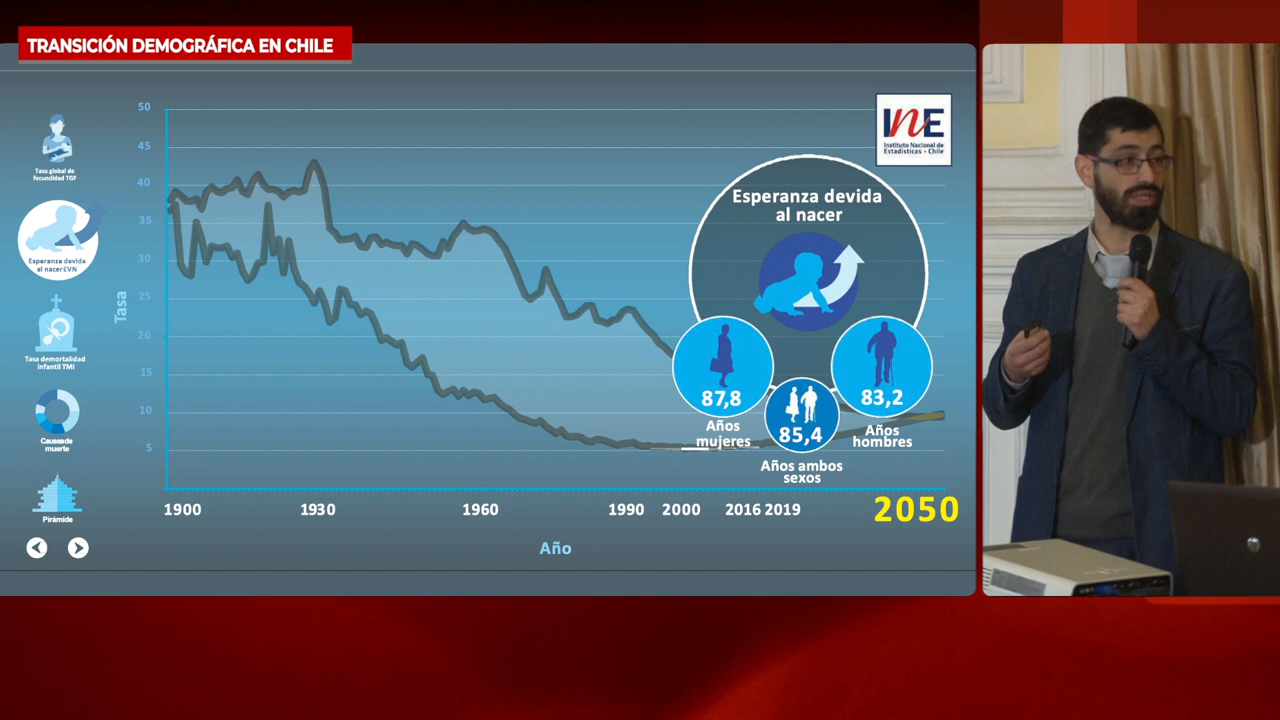 TRANSICIÓN DEMOGRÁFICA EN CHILE
Tasa global de
fecundidad TGF
Esperanza devida
al nacer EVN
Tasa demortalidad
infantil TMI
Causas de
muerte
Pirámide
Tasa
50
45
40
35
30
25
20
15
10
5
INE
Instituto Nacional de
Estadísticas - Chile
Esperanza devida
al nacer
87,8
Años
mujeres
85,4
Años ambos
sexos
83,2
Años
hombres
1900
1930
1960
1990
2000
2016
2019
2050
Año